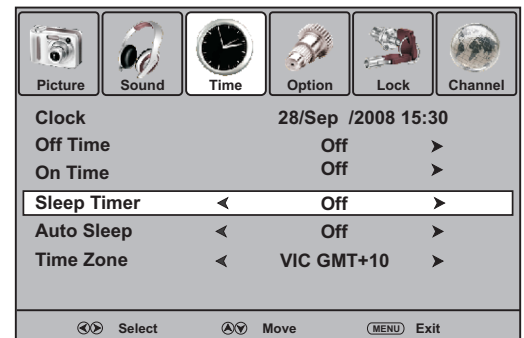 Picture Sound Time Option Lock Channel
Clock 28/Sep /2008 15:30
Off Time Off
On Time Off
Sleep Timer Off
Auto Sleep Off
Time Zone VIC GMT+10
Select Move MENU Exit